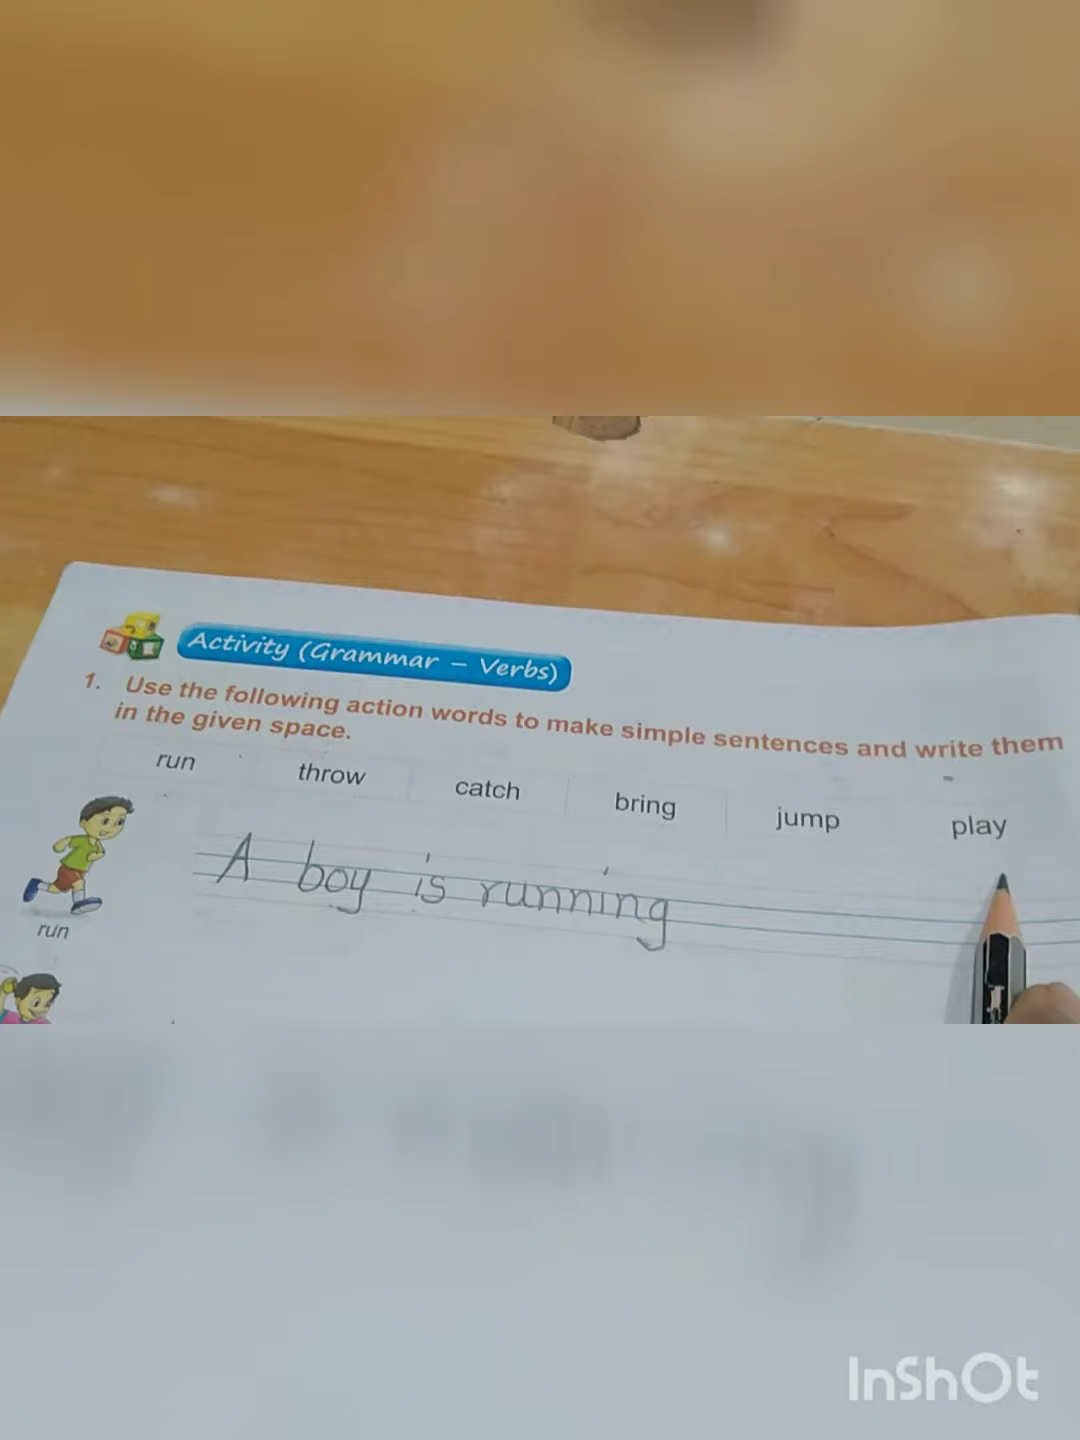 Activity (Grammar – Verbs)
1. Use the following action words to make simple sentences and write them
in the given space.
run throw catch bring jump play
A boy is running
run
InShOt